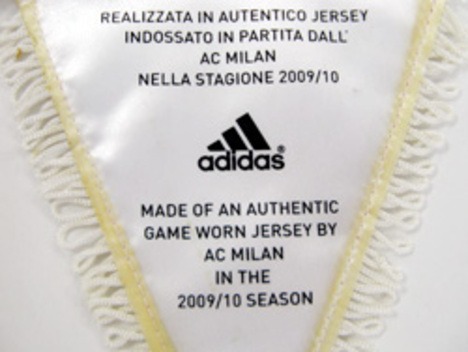 REALIZZATA IN AUTENTICO JERSEY
INDOSSATO IN PARTITA DALL'
AC MILAN
NELLA STAGIONE 2009/10
adidas®
MADE OF AN AUTHENTIC
GAME WORN JERSEY BY
AC MILAN
IN THE
2009/10 SEASON